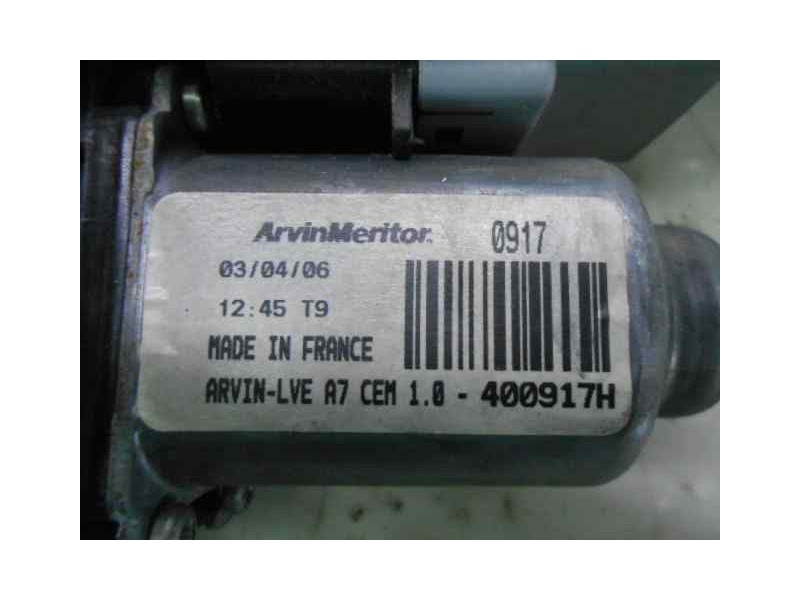 ArvinMeritor. 0917
03/04/06
12:45 T9
MADE IN FRANCE
ARVIN-LVE A7 CEM 1.0 - 400917H